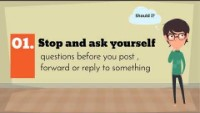 Should I?
01. Stop and ask yourself
questions before you post ,
forward or reply to something